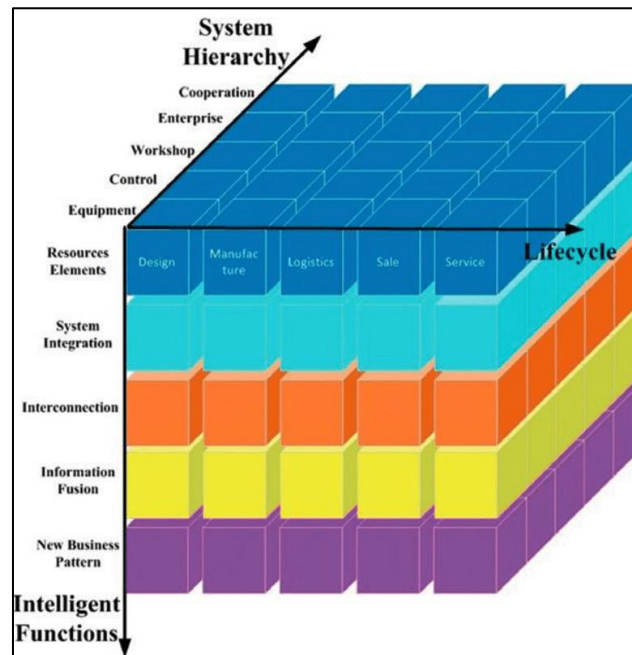 System
Hierarchy
Cooperation
Enterprise
Workshop
Control
Equipment
Lifecycle
Resources
Elements
Design
Manufac
ture
Logistics
Sale
Service
System
Integration
Interconnection
Information
Fusion
New Business
Pattern
Intelligent
Functions